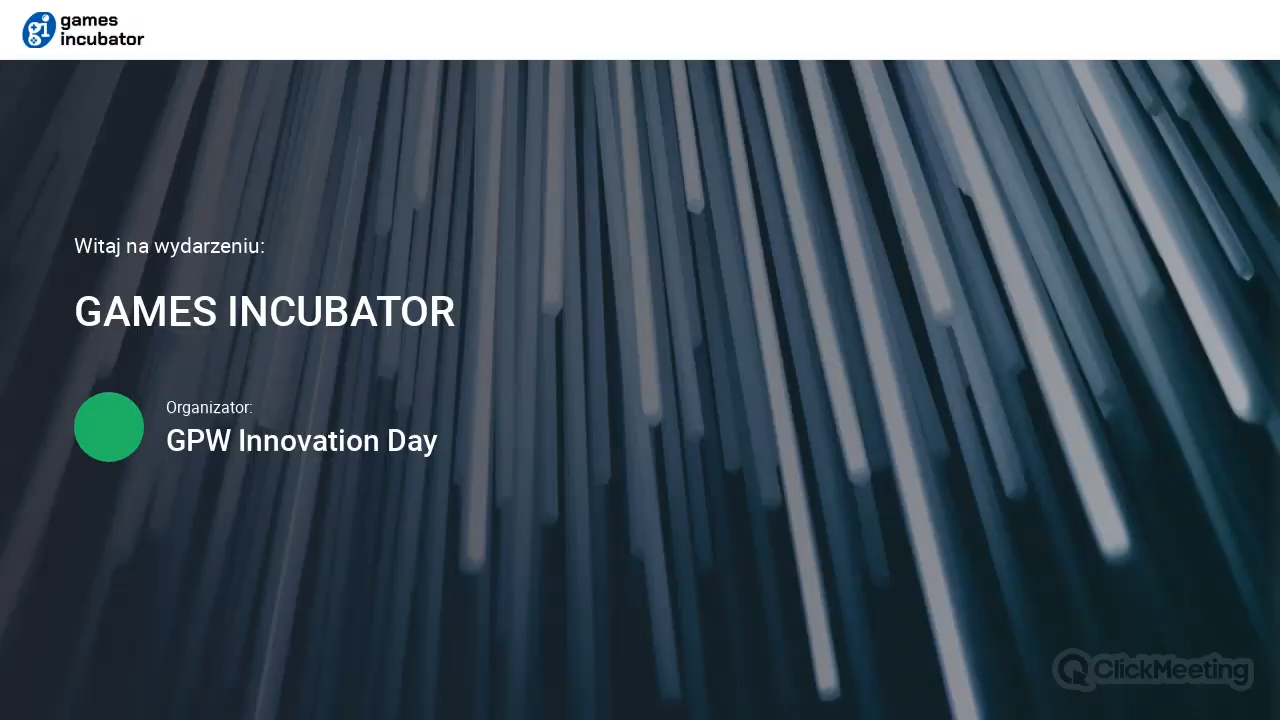 games
incubator
Witaj na wydarzeniu:
GAMES INCUBATOR
Organizator:
GPW Innovation Day
ClickMeeting